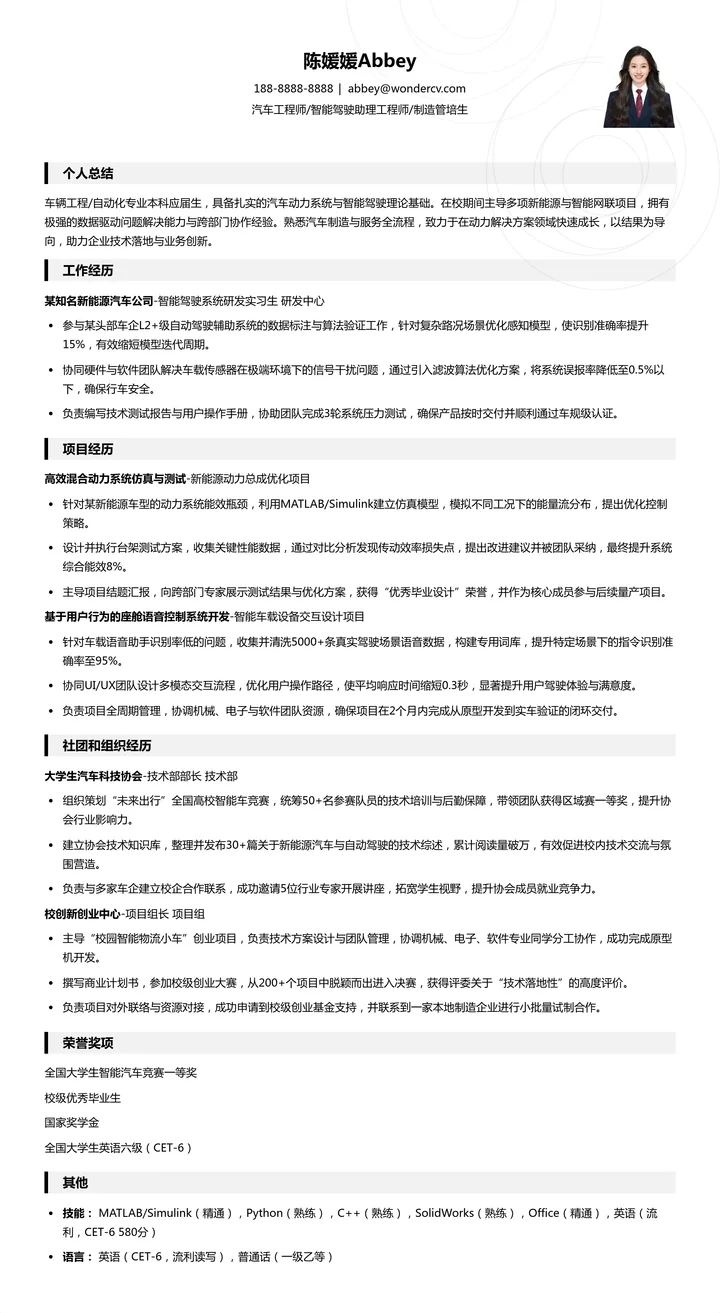 陈媛媛Abbey
188-8888-8888 | abbey@wondercv.com
汽车工程师/智能驾驶助理工程师/制造管培生
个人总结
车辆工程/自动化专业本科应届生，具备扎实的汽车动力系统与智能驾驶理论基础。在校期间主导多项新能源与智能网联项目，拥有
极强的数据驱动问题解决能力与跨部门协作经验。熟悉汽车制造与服务全流程，致力于在动力解决方案领域快速成长，以结果为导
向，助力企业技术落地与业务创新。
工作经历
某知名新能源汽车公司-智能驾驶系统研发实习生 研发中心
• 参与某头部车企L2+级自动驾驶辅助系统的数据标注与算法验证工作，针对复杂路况场景优化感知模型，使识别准确率提升
15%，有效缩短模型迭代周期。
• 协同硬件与软件团队解决车载传感器在极端环境下的信号干扰问题，通过引入滤波算法优化方案，将系统误报率降低至0.5%以
下，确保行车安全。
• 负责编写技术测试报告与用户操作手册，协助团队完成3轮系统压力测试，确保产品按时交付并顺利通过车规级认证。
项目经历
高效混合动力系统仿真与测试-新能源动力总成优化项目
• 针对某新能源车型的动力系统能效瓶颈，利用MATLAB/Simulink建立仿真模型，模拟不同工况下的能量流分布，提出优化控制
策略。
• 设计并执行台架测试方案，收集关键性能数据，通过对比分析发现传动效率损失点，提出改进建议并被团队采纳，最终提升系统
综合能效8%。
• 主导项目结题汇报，向跨部门专家展示测试结果与优化方案，获得“优秀毕业设计”荣誉，并作为核心成员参与后续量产项目。
基于用户行为的座舱语音控制系统开发-智能车载设备交互设计项目
• 针对车载语音助手识别率低的问题，收集并清洗5000+条真实驾驶场景语音数据，构建专用词库，提升特定场景下的指令识别准
确率至95%。
• 协同UI/UX团队设计多模态交互流程，优化用户操作路径，使平均响应时间缩短0.3秒，显著提升用户驾驶体验与满意度。
• 负责项目全周期管理，协调机械、电子与软件团队资源，确保项目在2个月内完成从原型开发到实车验证的闭环交付。
社团和组织经历
大学生汽车科技协会-技术部部长 技术部
• 组织策划“未来出行”全国高校智能车竞赛，统筹50+名参赛队员的技术培训与后勤保障，带领团队获得区域赛一等奖，提升协
会行业影响力。
• 建立协会技术知识库，整理并发布30+篇关于新能源汽车与自动驾驶的技术综述，累计阅读量破万，有效促进校内技术交流与氛
围营造。
• 负责与多家车企建立校企合作联系，成功邀请5位行业专家开展讲座，拓宽学生视野，提升协会成员就业竞争力。
校创新创业中心-项目组长 项目组
• 主导“校园智能物流小车”创业项目，负责技术方案设计与团队管理，协调机械、电子、软件专业同学分工协作，成功完成原型
机开发。
• 撰写商业计划书，参加校级创业大赛，从200+个项目中脱颖而出进入决赛，获得评委关于“技术落地性”的高度评价。
• 负责项目对外联络与资源对接，成功申请到校级创业基金支持，并联系到一家本地制造企业进行小批量试制合作。
荣誉奖项
全国大学生智能汽车竞赛一等奖
校级优秀毕业生
国家奖学金
全国大学生英语六级（CET-6）
其他
• 技能： MATLAB/Simulink（精通），Python（熟练），C++（熟练），SolidWorks（熟练），Office（精通），英语（流
利，CET-6 580分）
• 语言： 英语（CET-6，流利读写），普通话（一级乙等）